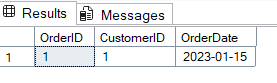 Results Messages
OrderID CustomerID OrderDate
1 1 1 2023-01-15